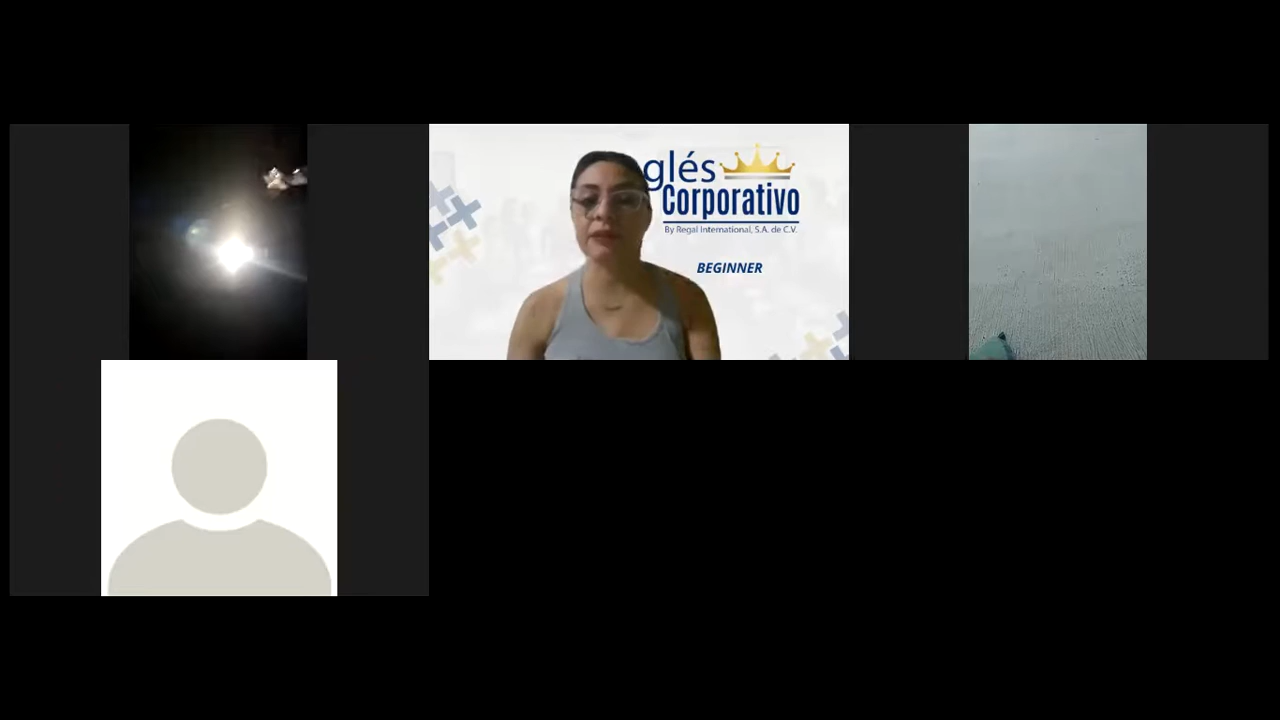 glés
Corporativo
By Regal International, S.A. de C.V.
BEGINNER